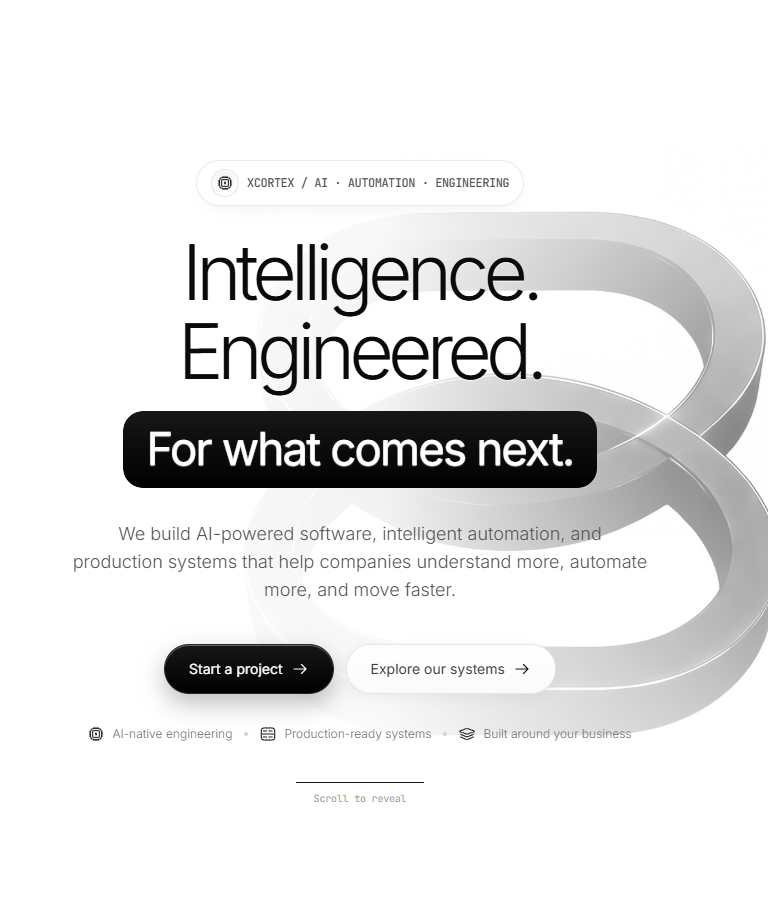 XCORTEX / AI · AUTOMATION · ENGINEERING
Intelligence.
Engineered.
For what comes next.
We build AI-powered software, intelligent automation, and
production systems that help companies understand more, automate
more, and move faster.
Start a project →
Explore our systems →
AI-native engineering • Production-ready systems • Built around your business
Scroll to reveal